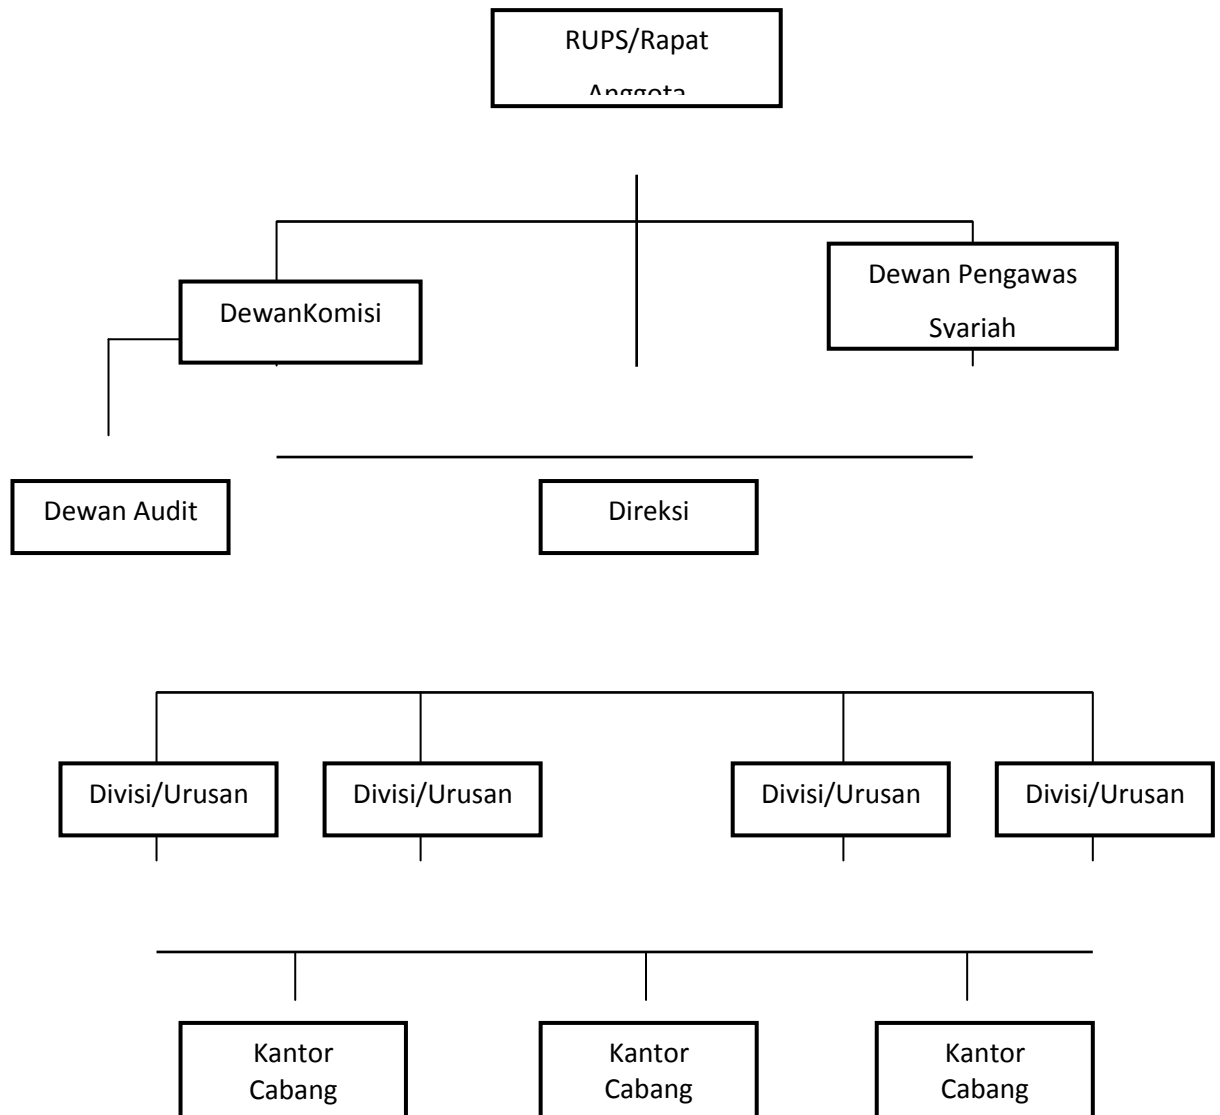 RUPS/Rapat
Anggota
DewanKomisi
Dewan Pengawas
Syariah
Dewan Audit
Direksi
Divisi/Urusan
Divisi/Urusan
Divisi/Urusan
Divisi/Urusan
Kantor
Cabang
Kantor
Cabang
Kantor
Cabang